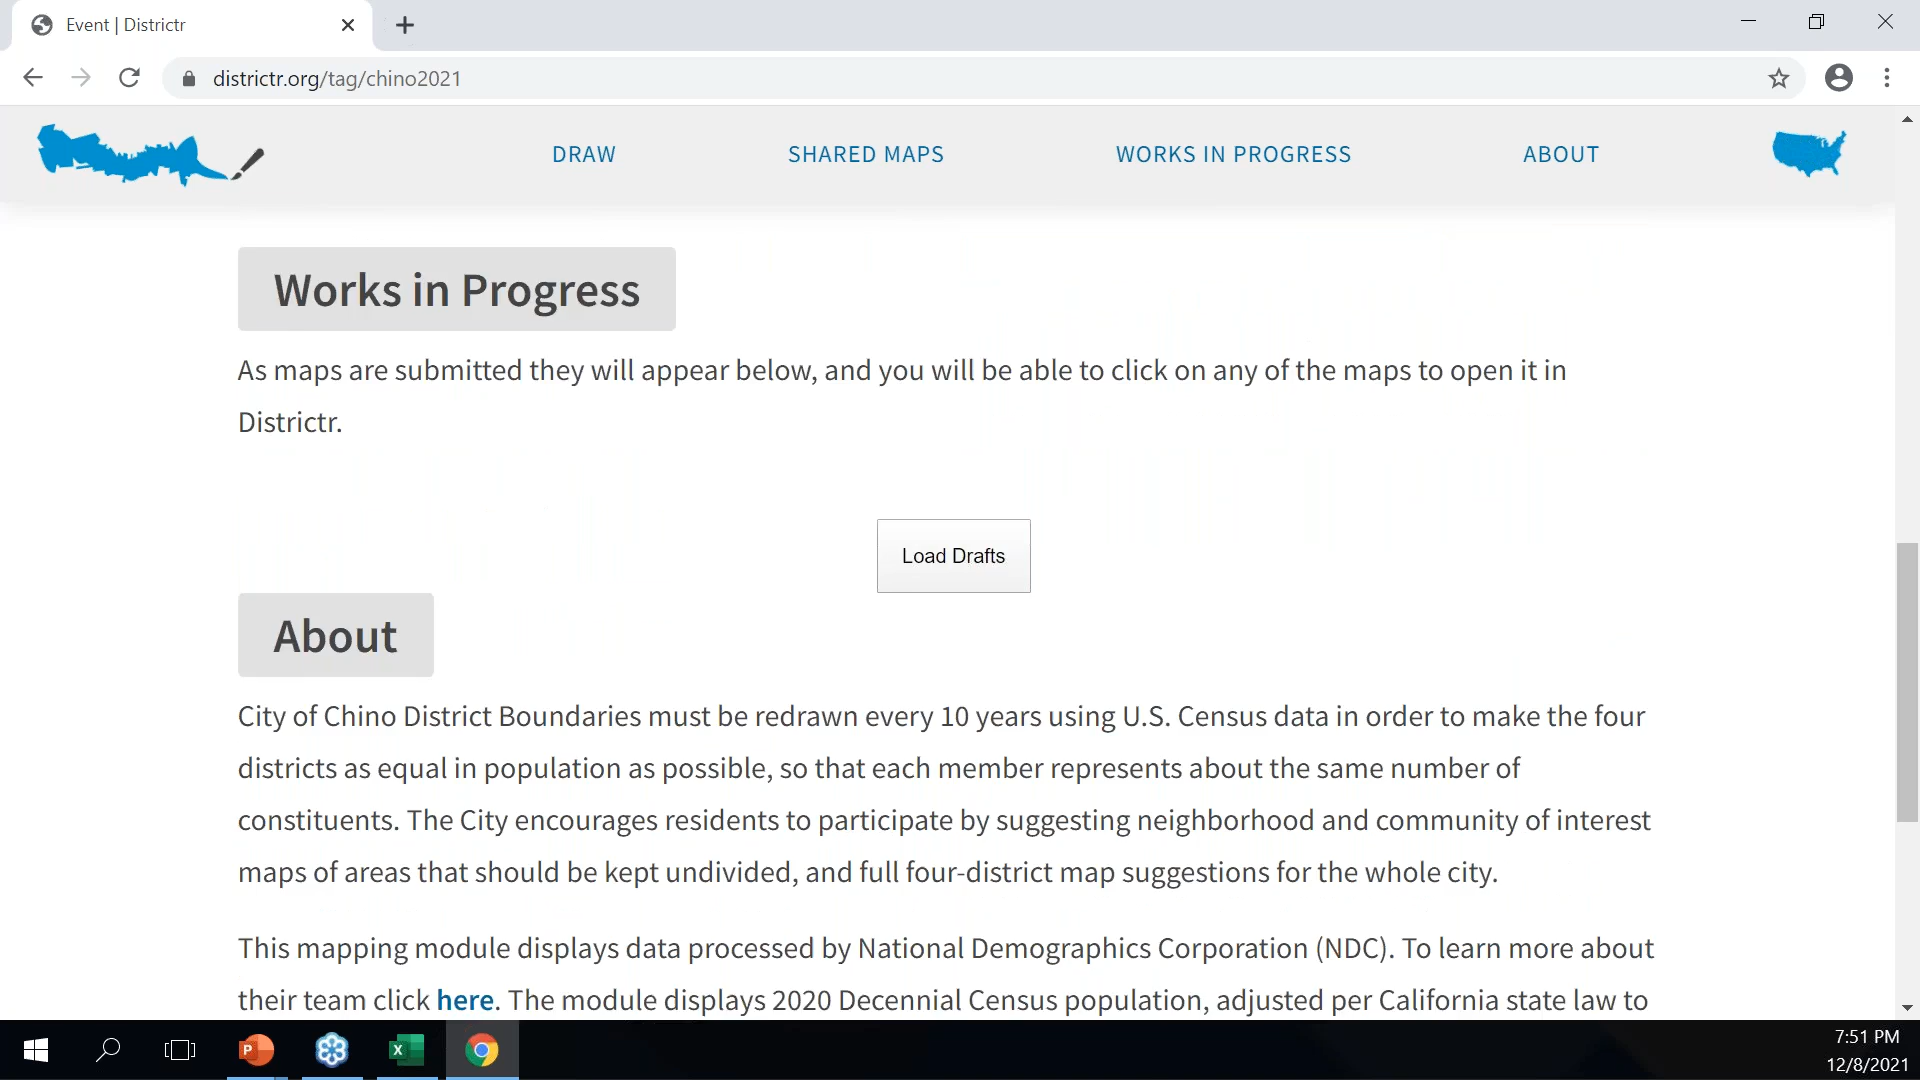 Event | Districtr
districtr.org/tag/chino2021
DRAW SHARED MAPS WORKS IN PROGRESS ABOUT
Works in Progress
As maps are submitted they will appear below, and you will be able to click on any of the maps to open it in
Districtr.
Load Drafts
About
City of Chino District Boundaries must be redrawn every 10 years using U.S. Census data in order to make the four
districts as equal in population as possible, so that each member represents about the same number of
constituents. The City encourages residents to participate by suggesting neighborhood and community of interest
maps of areas that should be kept undivided, and full four-district map suggestions for the whole city.
This mapping module displays data processed by National Demographics Corporation (NDC). To learn more about
their team click here. The module displays 2020 Decennial Census population, adjusted per California state law to
P
X
7:51 PM
12/8/2021